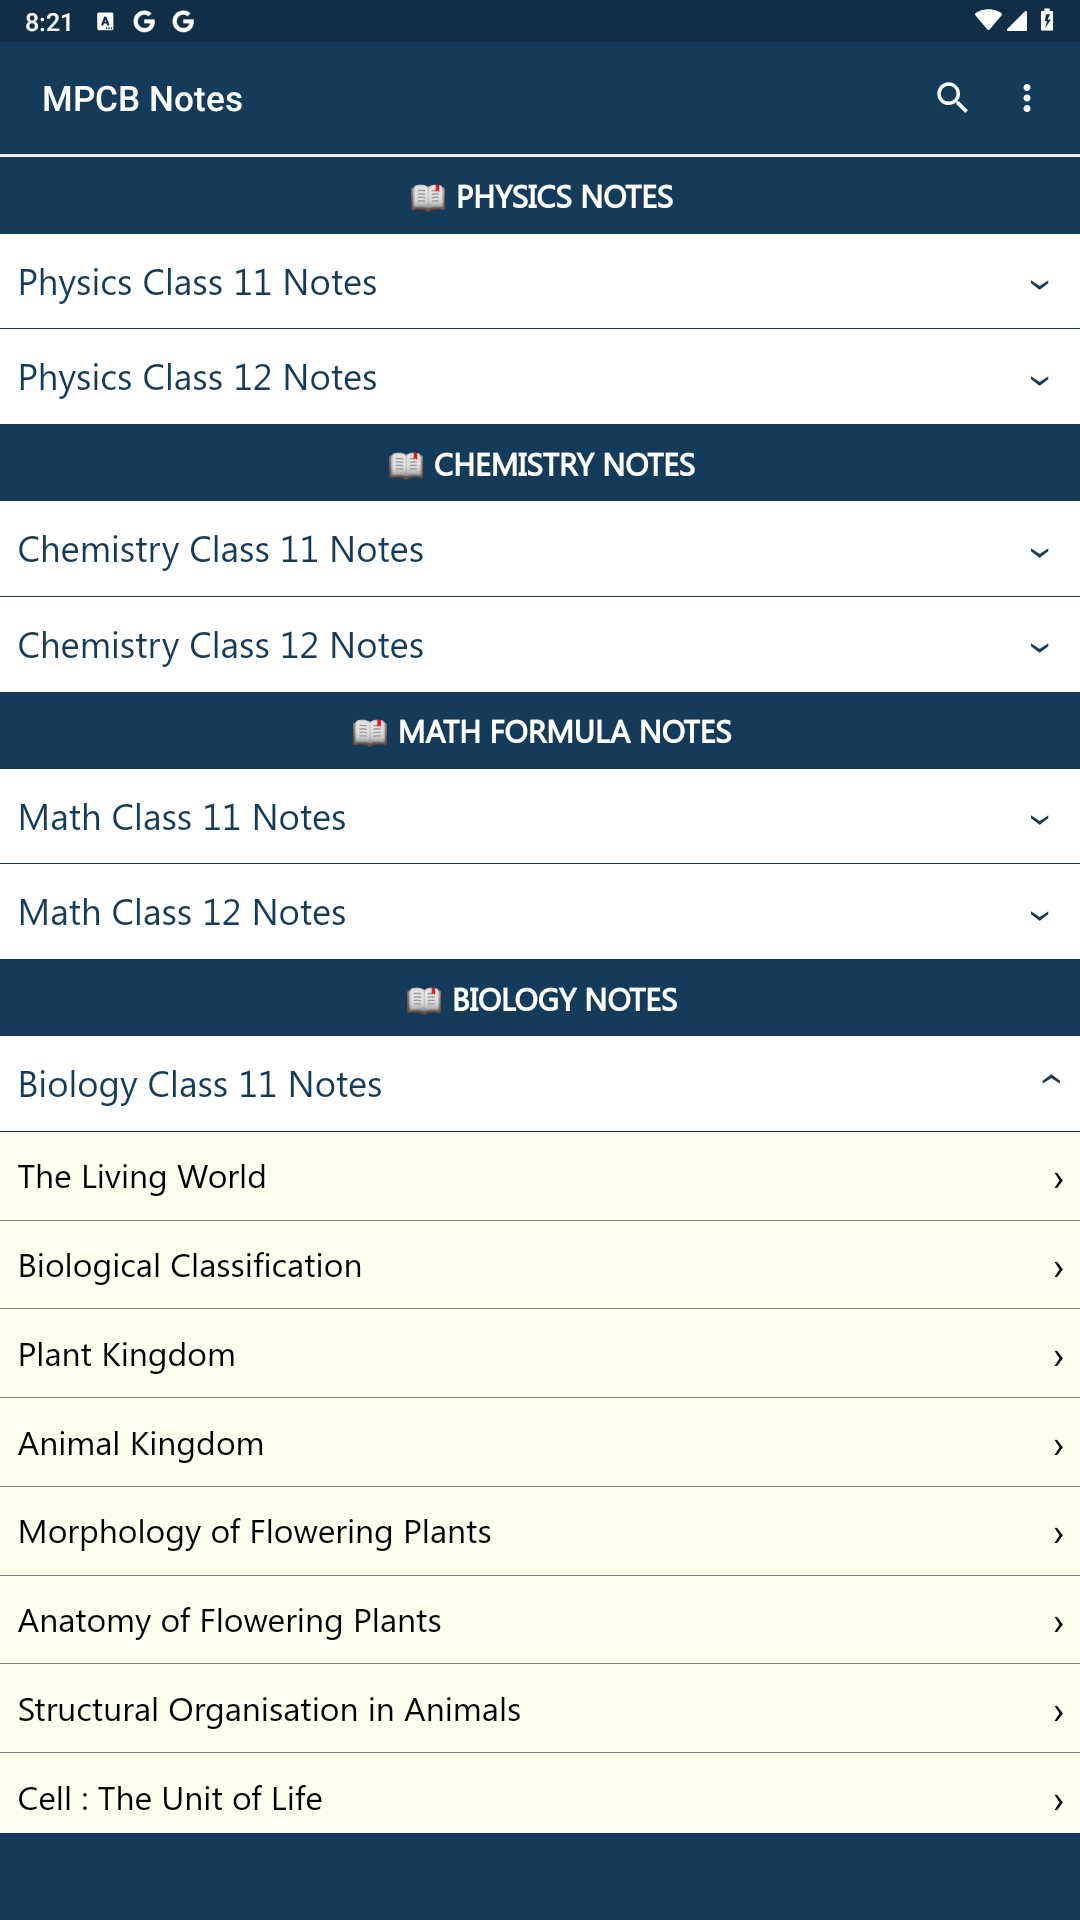 8:21
MPCB Notes
📖 PHYSICS NOTES
Physics Class 11 Notes
Physics Class 12 Notes
📖 CHEMISTRY NOTES
Chemistry Class 11 Notes
Chemistry Class 12 Notes
📖 MATH FORMULA NOTES
Math Class 11 Notes
Math Class 12 Notes
📖 BIOLOGY NOTES
Biology Class 11 Notes
The Living World ›
Biological Classification ›
Plant Kingdom ›
Animal Kingdom ›
Morphology of Flowering Plants ›
Anatomy of Flowering Plants ›
Structural Organisation in Animals ›
Cell : The Unit of Life ›